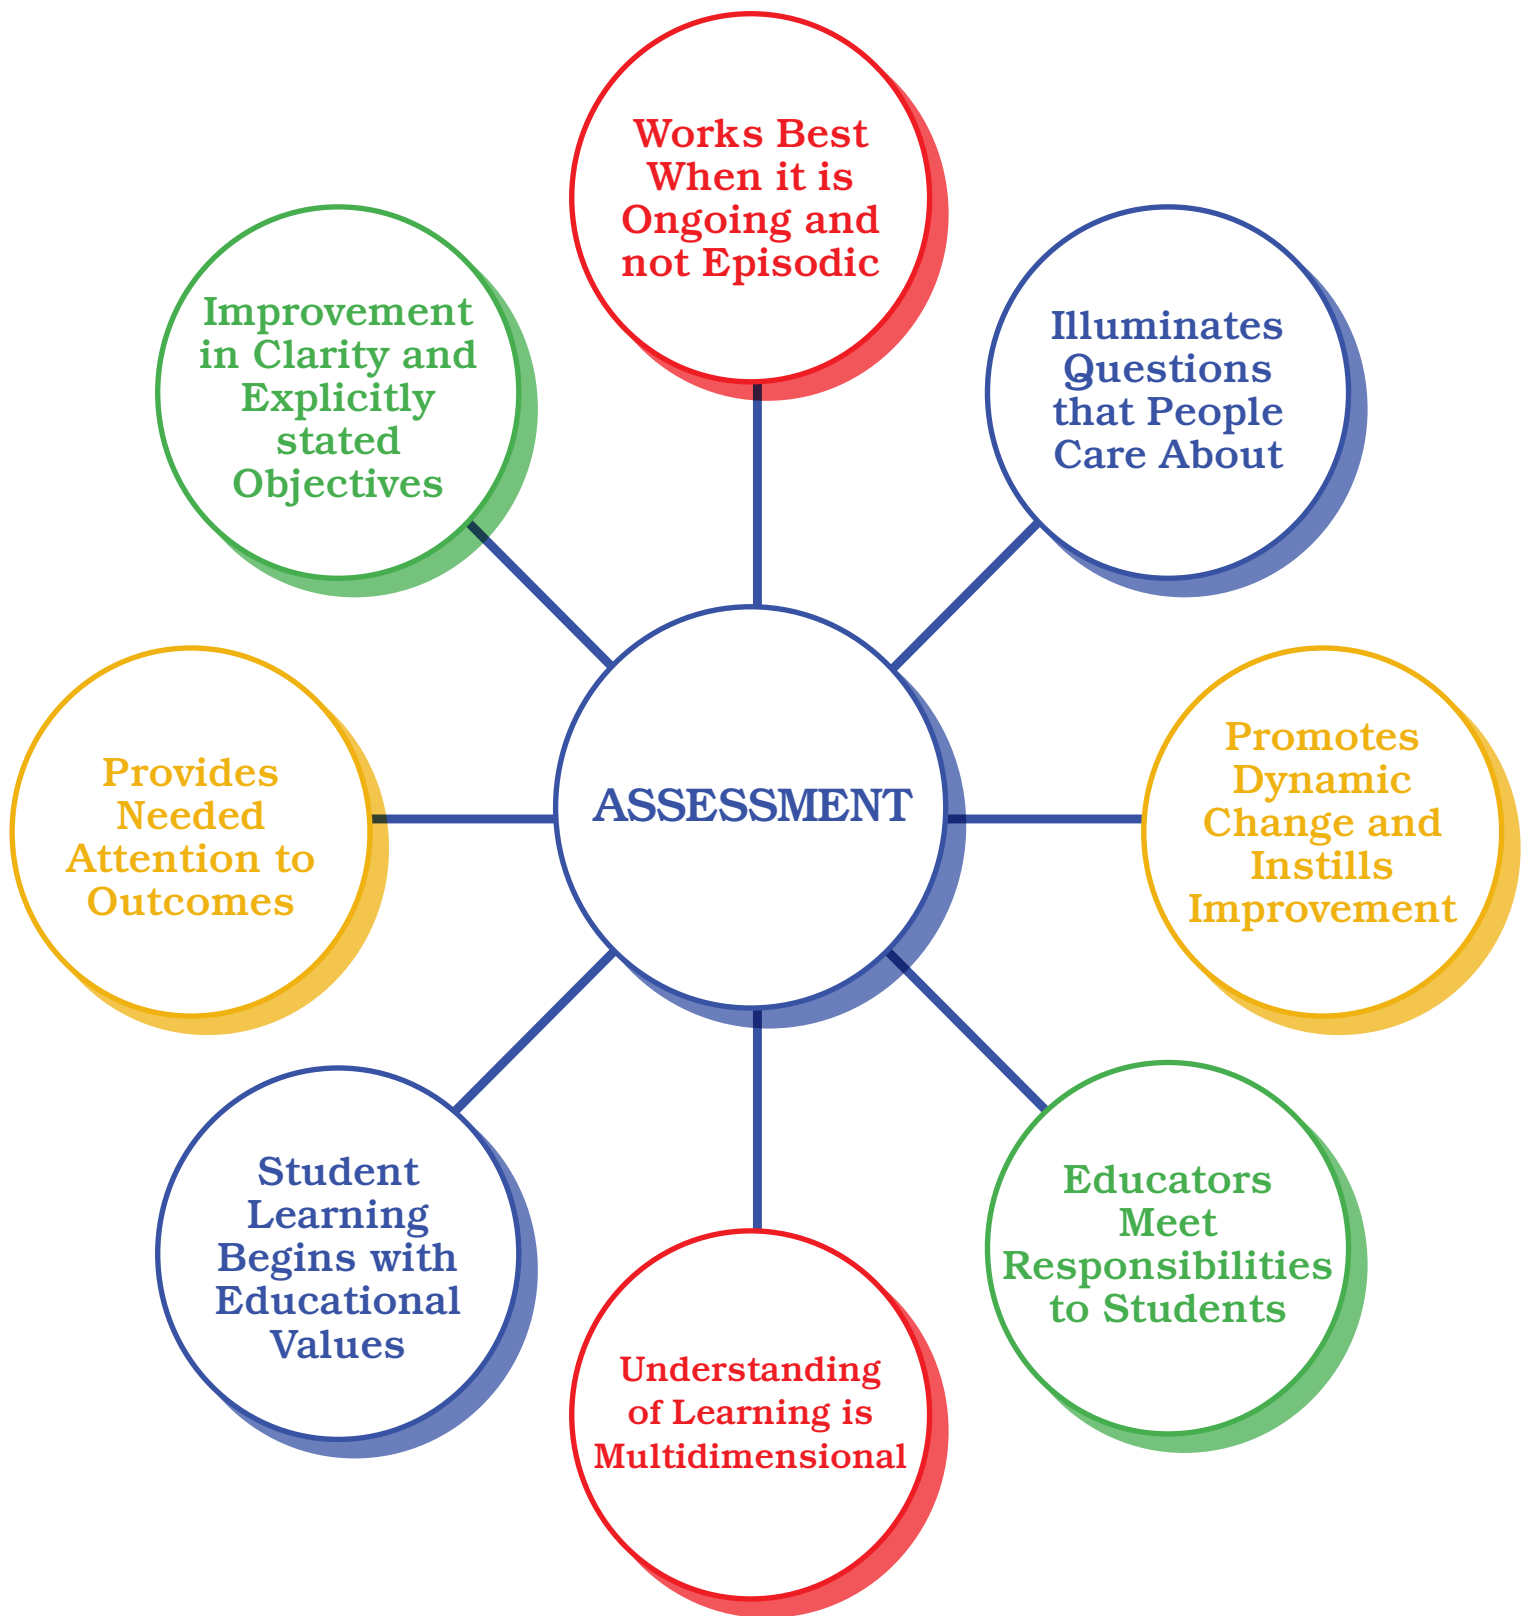 Works Best
When it is
Ongoing and
not Episodic
Illuminates
Questions
that People
Care About
Promotes
Dynamic
Change and
Instills
Improvement
Educators
Meet
Responsibilities
to Students
Understanding
of Learning is
Multidimensional
Student
Learning
Begins with
Educational
Values
Provides
Needed
Attention to
Outcomes
Improvement
in Clarity and
Explicitly
stated
Objectives
ASSESSMENT